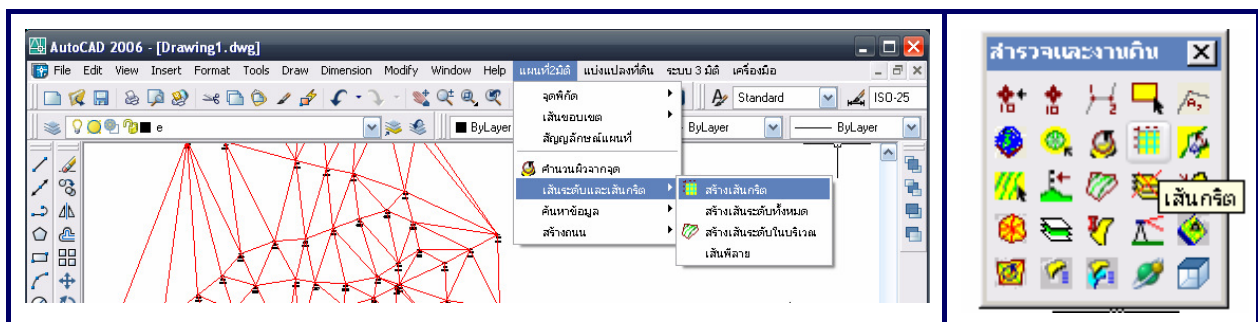 AutoCAD 2006 - [Drawing1.dwg]
File Edit View Insert Format Tools Draw Dimension Modify Window Help แผนที่2มิติ แบ่งแปลงที่ดิน ระบบ 3 มิติ เครื่องมือ
Standard ISO-25
e ByLayer ByLayer ByLayer
จุดพิกัด
เส้นขอบเขต
สัญญลักษณ์แผนที่
คำนวนผิวจากจุด
เส้นระดับและเส้นกริต
ค้นหาข้อมูล
สร้างถนน
สร้างเส้นกริต
สร้างเส้นระดับทั้งหมด
สร้างเส้นระดับในบริเวณ
เส้นพีลาย
สำรวจและงานดิน
เส้นกริต